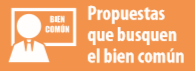 BIEN
COMÚN
Propuestas
que busquen
el bien común